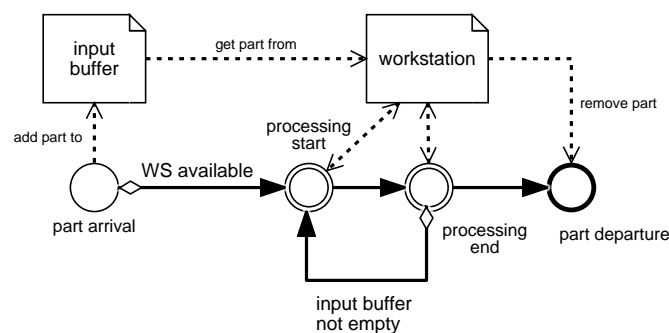 input
buffer
get part from
workstation
add part to
processing
start
remove part
WS available
part arrival
processing
end
part departure
input buffer
not empty